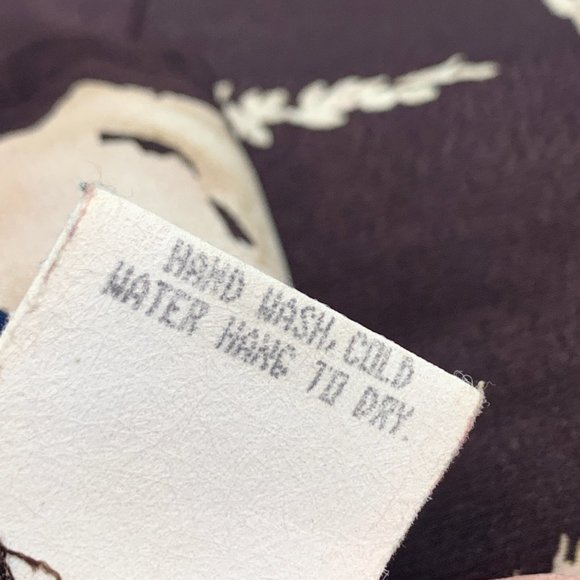 HAND WASH, COLD
WATER HANG TO DRY.